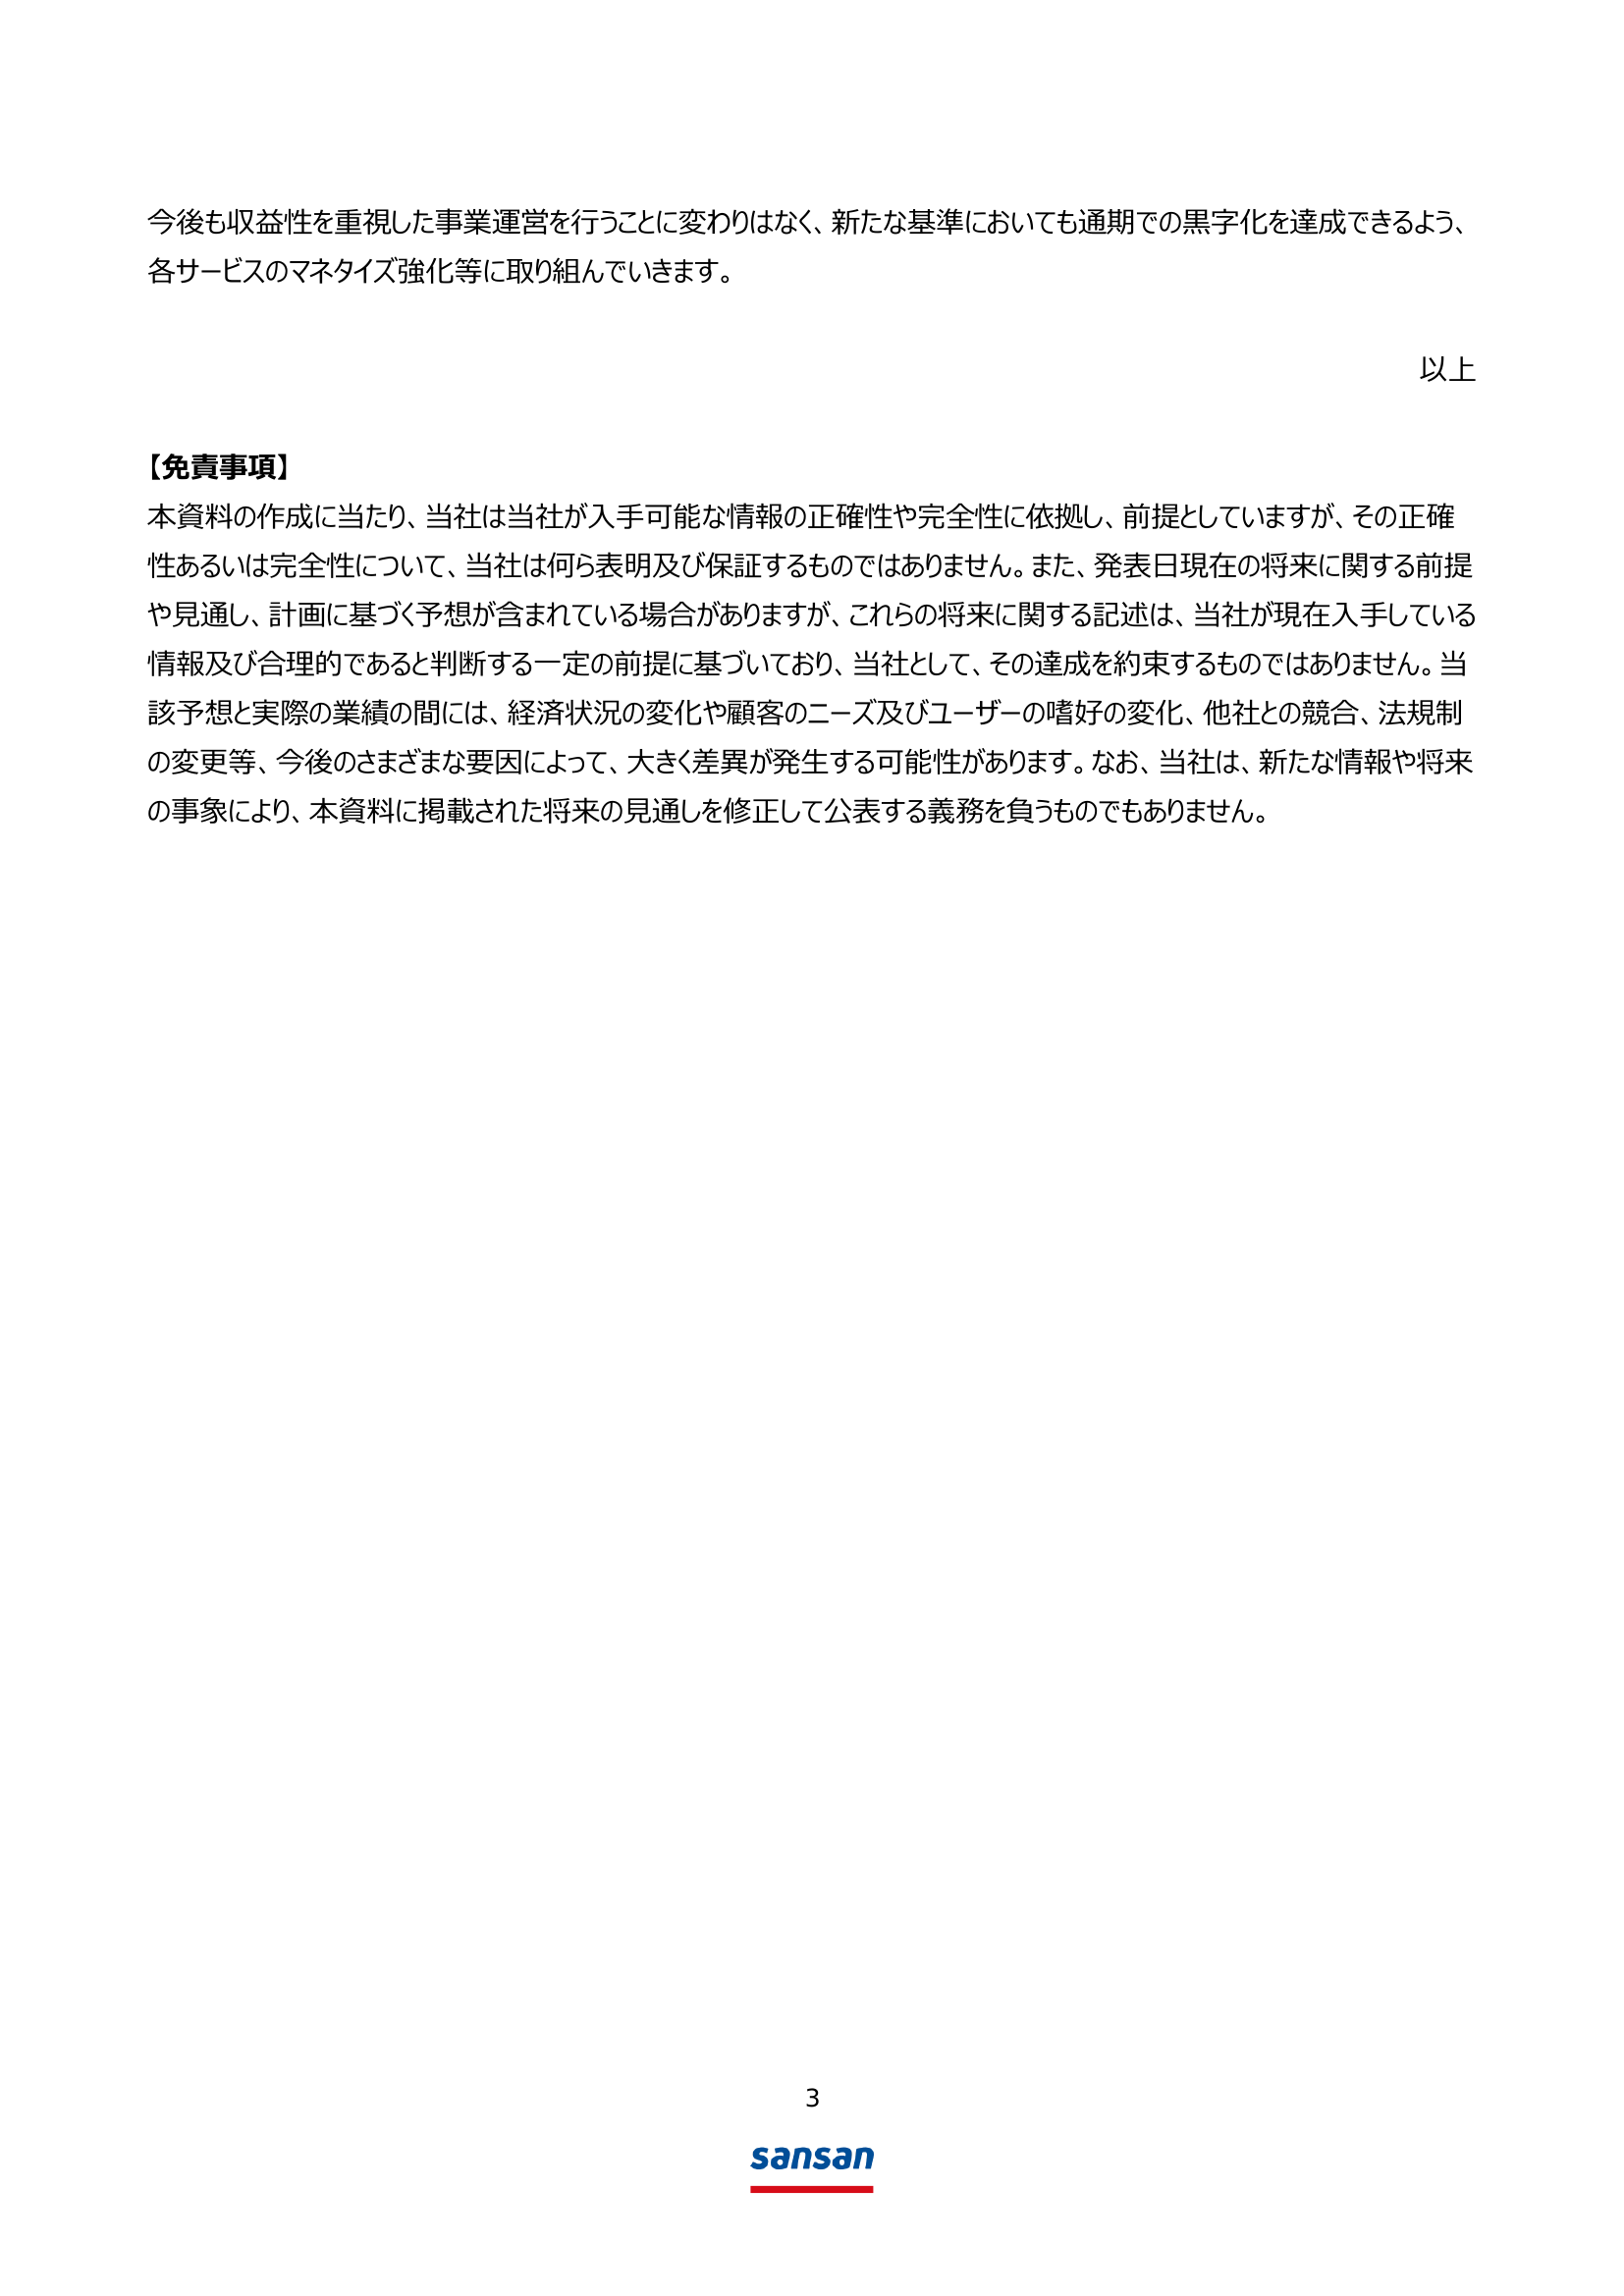 今後も収益性を重視した事業運営を行うことに変わりはなく、新たな基準においても通期での黒字化を達成できるよう、
各サービスのマネタイズ強化等に取り組んでいきます。
以上
【免責事項】
本資料の作成に当たり、当社は当社が入手可能な情報の正確性や完全性に依拠し、前提としていますが、その正確
性あるいは完全性について、当社は何ら表明及び保証するものではありません。また、発表日現在の将来に関する前提
や見通し、計画に基づく予想が含まれている場合がありますが、これらの将来に関する記述は、当社が現在入手している
情報及び合理的であると判断する一定の前提に基づいており、当社として、その達成を約束するものではありません。当
該予想と実際の業績の間には、経済状況の変化や顧客のニーズ及びユーザーの嗜好の変化、他社との競合、法規制
の変更等、今後のさまざまな要因によって、大きく差異が発生する可能性があります。なお、当社は、新たな情報や将来
の事象により、本資料に掲載された将来の見通しを修正して公表する義務を負うものでもありません。
3
sansan